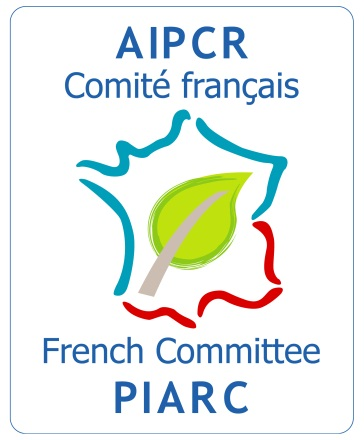 AIPCR
Comité français
French Committee
PIARC